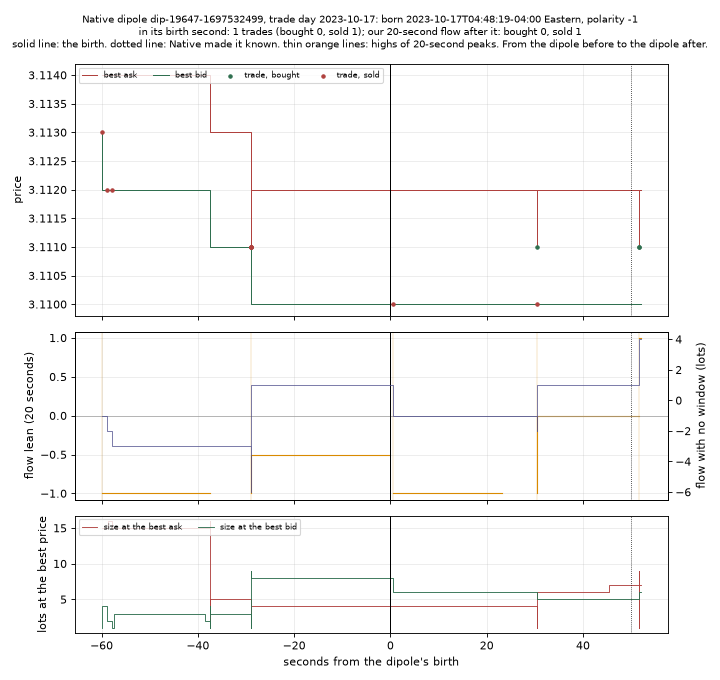 Native dipole dip-19647-1697532499, trade day 2023-10-17: born 2023-10-17T04:48:19-04:00 Eastern, polarity -1
in its birth second: 1 trades (bought 0, sold 1); our 20-second flow after it: bought 0, sold 1
solid line: the birth. dotted line: Native made it known. thin orange lines: highs of 20-second peaks. From the dipole before to the dipole after.
best ask best bid trade, bought trade, sold
3.1140
3.1135
3.1130
3.1125
3.1120
3.1115
3.1110
3.1105
3.1100
price
1.0
0.5
0.0
−0.5
−1.0
flow lean (20 seconds)
4
2
0
−2
−4
−6
flow with no window (lots)
size at the best ask size at the best bid
15
10
5
lots at the best price
−60 −40 −20 0 20 40
seconds from the dipole's birth